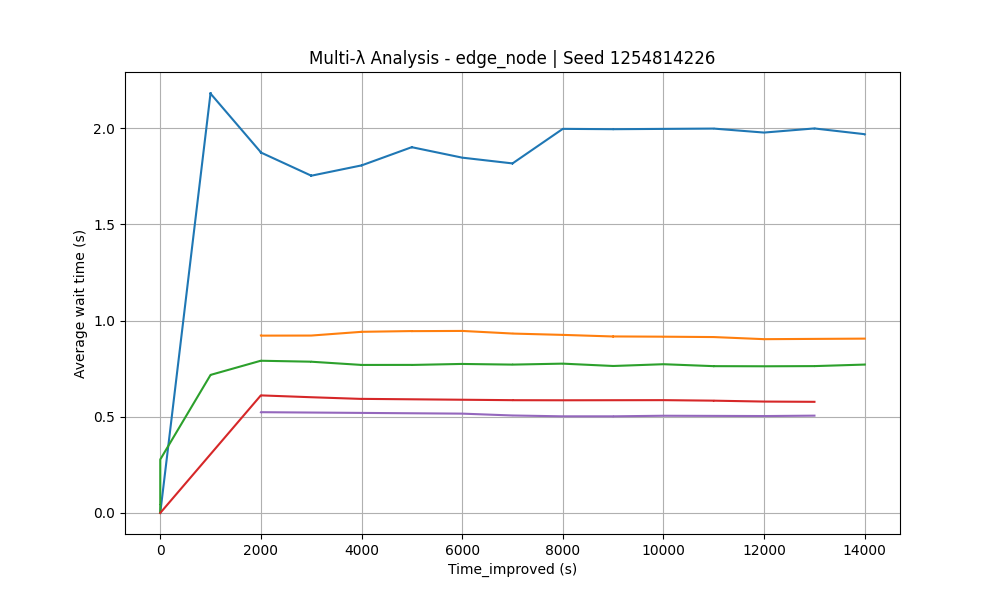 Multi-λ Analysis - edge_node | Seed 1254814226
Average wait time (s)
2.0
1.5
1.0
0.5
0.0
0 2000 4000 6000 8000 10000 12000 14000
Time_improved (s)